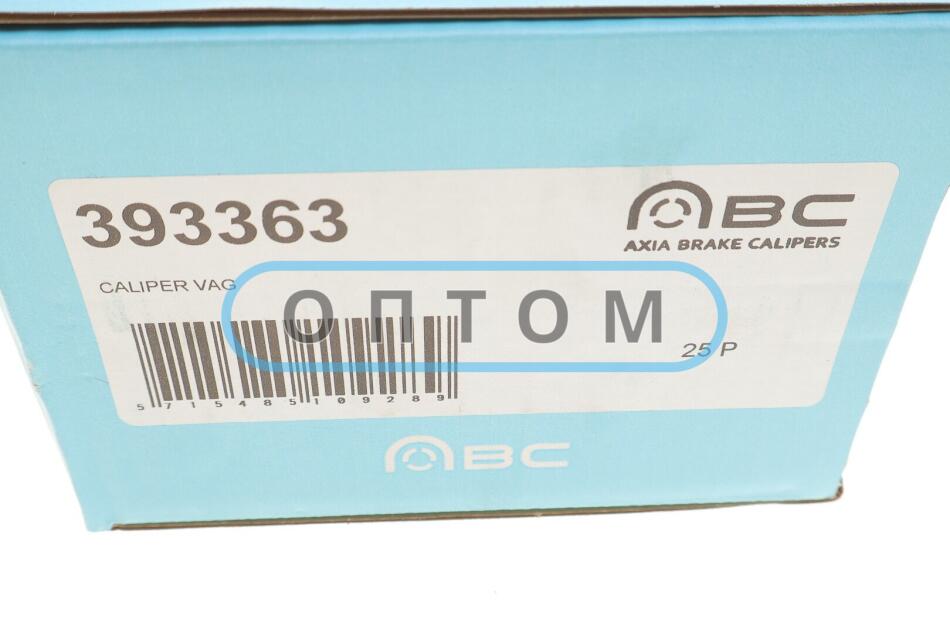 393363
ABC
AXIA BRAKE CALIPERS
CALIPER VAG
ОПТОМ
25 P
5715485109289
ABC